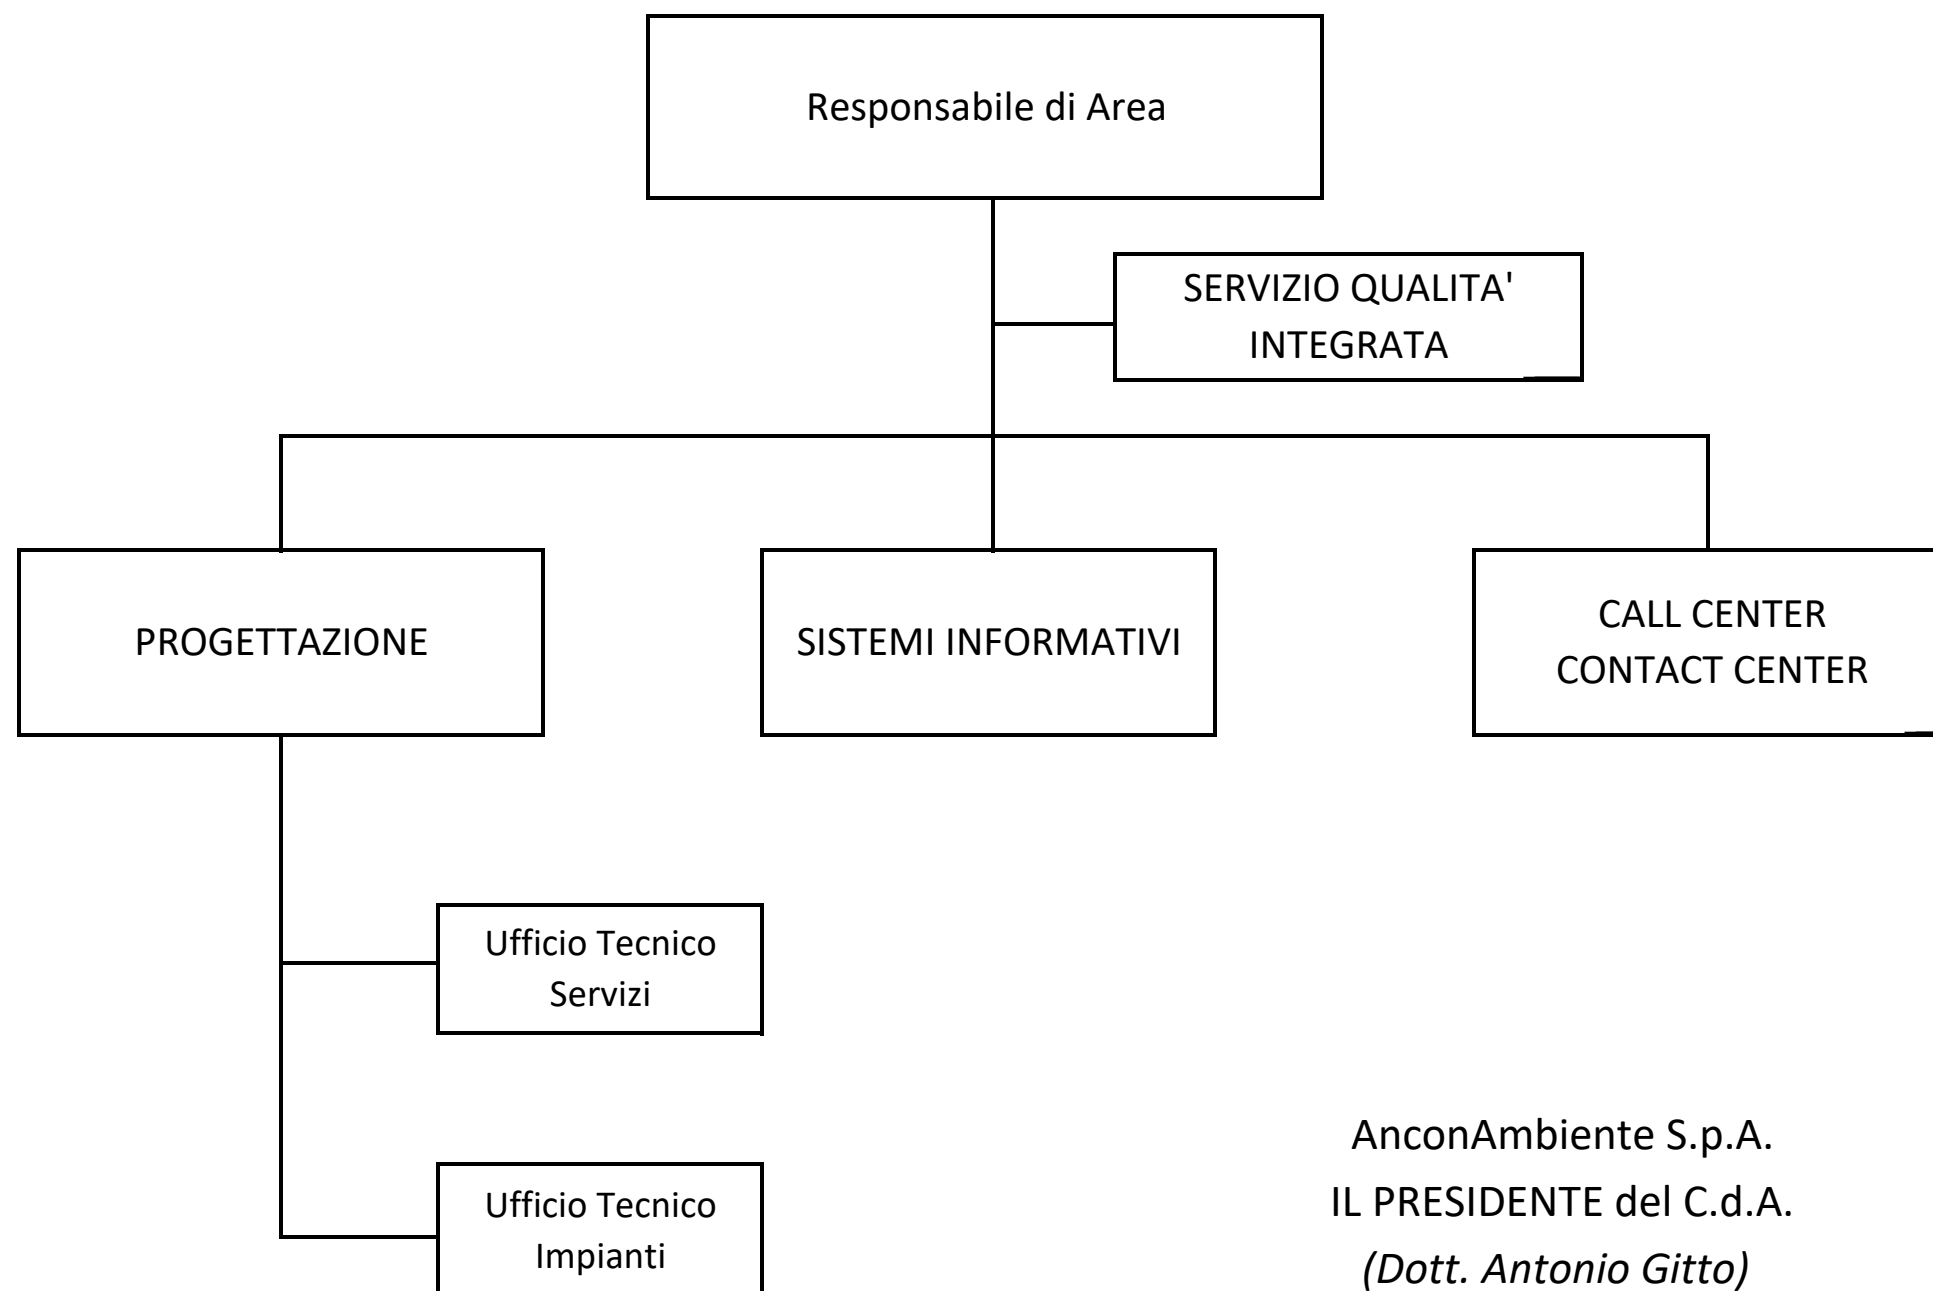 Responsabile di Area
SERVIZIO QUALITA'
INTEGRATA
PROGETTAZIONE
SISTEMI INFORMATIVI
CALL CENTER
CONTACT CENTER
Ufficio Tecnico
Servizi
Ufficio Tecnico
Impianti
AnconAmbiente S.p.A.
IL PRESIDENTE del C.d.A.
(Dott. Antonio Gitto)